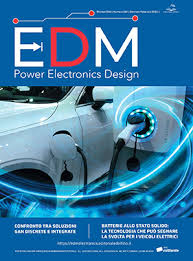 EDM
Power Electronics Design
CONFRONTO TRA SOLUZIONI
GAN DISCRETE E INTEGRATE
BATTERIE ALLO STATO SOLIDO:
LA TECNOLOGIA CHE PUÒ SEGNARE
LA SVOLTA PER I VEICOLI ELETTRICI